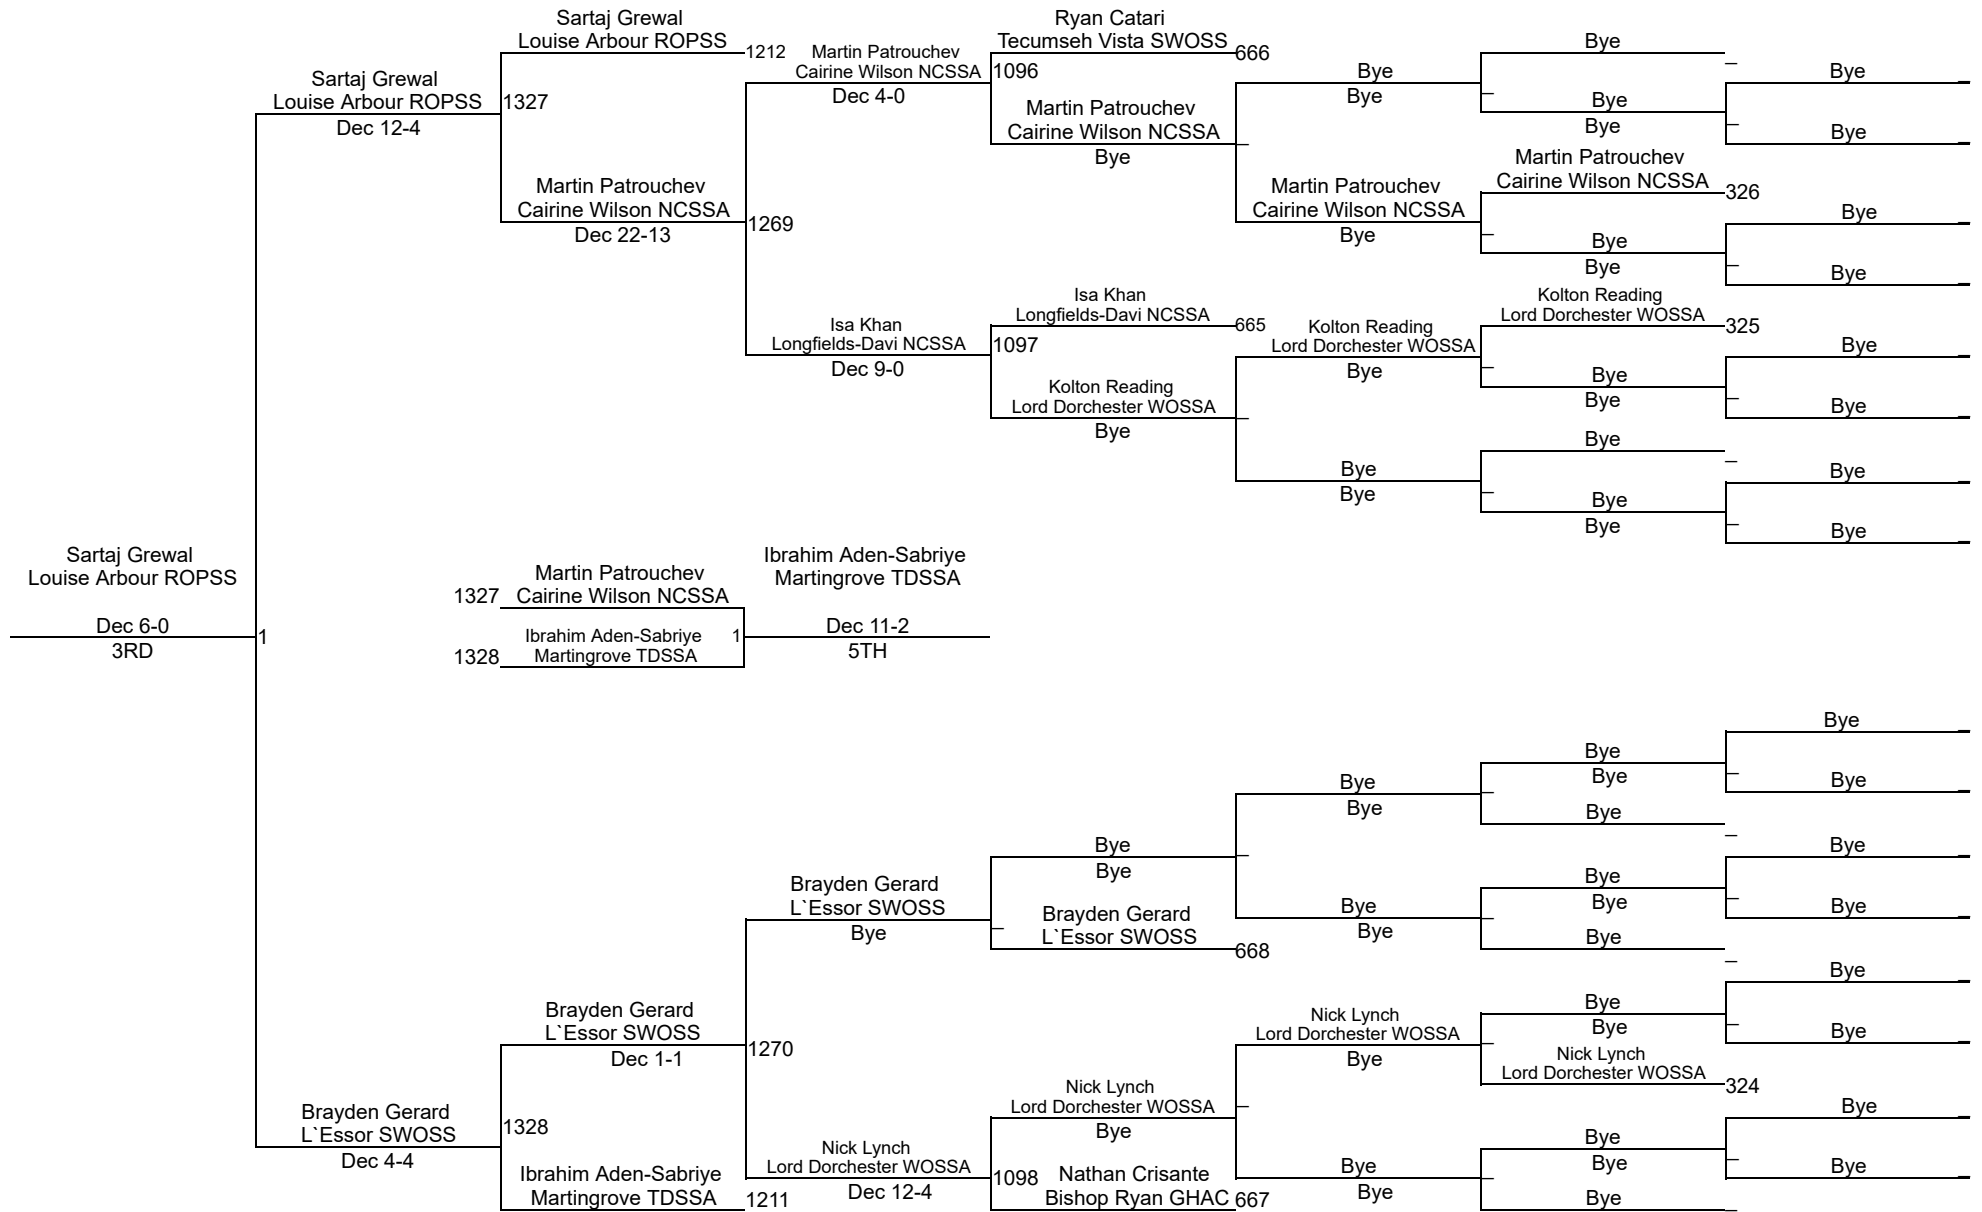 Sartaj Grewal
Louise Arbour ROPSS
1212
Sartaj Grewal
Louise Arbour ROPSS
Dec 12-4
1327
Martin Patrouchev
Cairine Wilson NCSSA
Dec 22-13
Martin Patrouchev
Cairine Wilson NCSSA
Dec 4-0
1269
Isa Khan
Longfields-Davi NCSSA
Dec 9-0
Ryan Catari
Tecumseh Vista SWOSS
666
1096
Martin Patrouchev
Cairine Wilson NCSSA
Bye
Isa Khan
Longfields-Davi NCSSA
665
1097
Kolton Reading
Lord Dorchester WOSSA
Bye
Bye
Bye
Martin Patrouchev
Cairine Wilson NCSSA
Bye
Kolton Reading
Lord Dorchester WOSSA
Bye
Bye
Bye
Bye
Bye
Bye
Martin Patrouchev
Cairine Wilson NCSSA
326
Bye
Bye
Kolton Reading
Lord Dorchester WOSSA
325
Bye
Bye
Bye
Bye
Bye
Bye
Bye
Bye
Bye
Bye
Bye
Bye
Bye
Sartaj Grewal
Louise Arbour ROPSS
Dec 6-0
3RD
1
1327
Martin Patrouchev
Cairine Wilson NCSSA
1328
Ibrahim Aden-Sabriye
Martingrove TDSSA
1
Ibrahim Aden-Sabriye
Martingrove TDSSA
Dec 11-2
5TH
Brayden Gerard
L`Essor SWOSS
Dec 4-4
Brayden Gerard
L`Essor SWOSS
Dec 1-1
1328
Ibrahim Aden-Sabriye
Martingrove TDSSA
1211
Brayden Gerard
L`Essor SWOSS
Bye
1270
Nick Lynch
Lord Dorchester WOSSA
Dec 12-4
Bye
Bye
Brayden Gerard
L`Essor SWOSS
668
Nick Lynch
Lord Dorchester WOSSA
Bye
1098
Nathan Crisante
Bishop Ryan GHAC
667
Bye
Bye
Bye
Bye
Nick Lynch
Lord Dorchester WOSSA
Bye
Bye
Bye
Bye
Bye
Bye
Bye
Bye
Bye
Bye
Bye
Nick Lynch
Lord Dorchester WOSSA
324
Bye
Bye
Bye
Bye
Bye
Bye
Bye
Bye
Bye
Bye
Bye